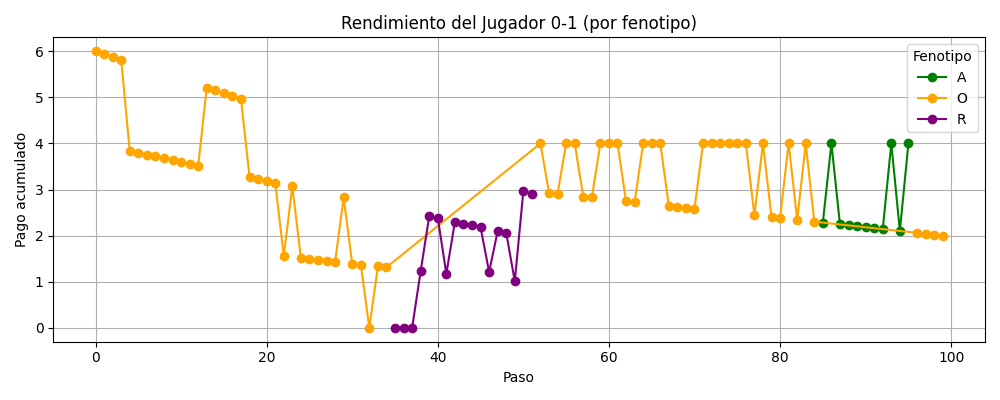 Rendimiento del Jugador 0-1 (por fenotipo)
Pago acumulado
6
5
4
3
2
1
0
Fenotipo
A
O
R
0
20
40
60
80
100
Paso